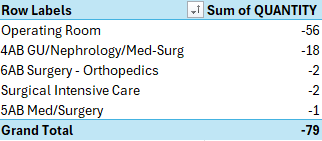 Row Labels Sum of QUANTITY
Operating Room -56
4AB GU/Nephrology/Med-Surg -18
6AB Surgery - Orthopedics -2
Surgical Intensive Care -2
5AB Med/Surgery -1
Grand Total -79